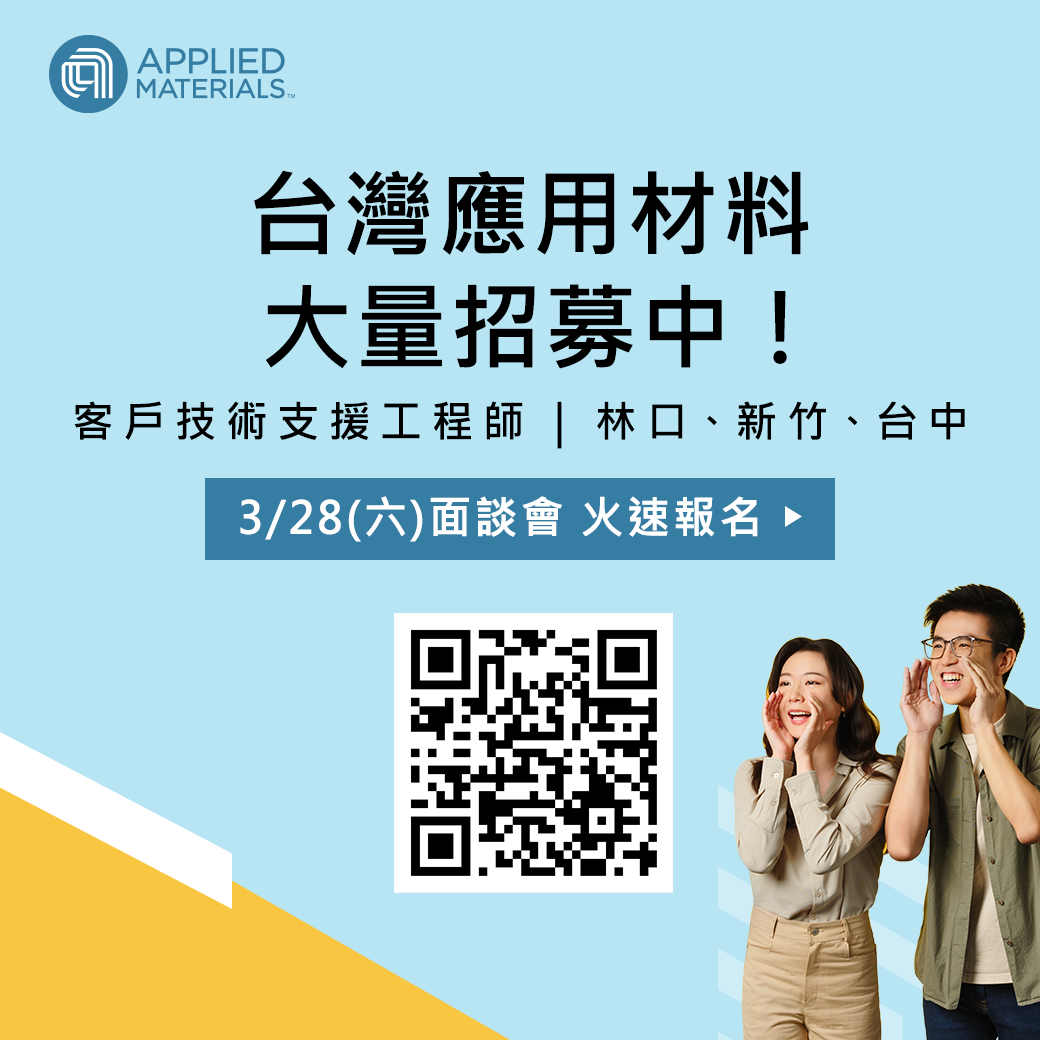 APPLIED
MATERIALS™
台灣應用材料
大量招募中！
客戶技術支援工程師 | 林口、新竹、台中
3/28(六)面談會 火速報名 ▶